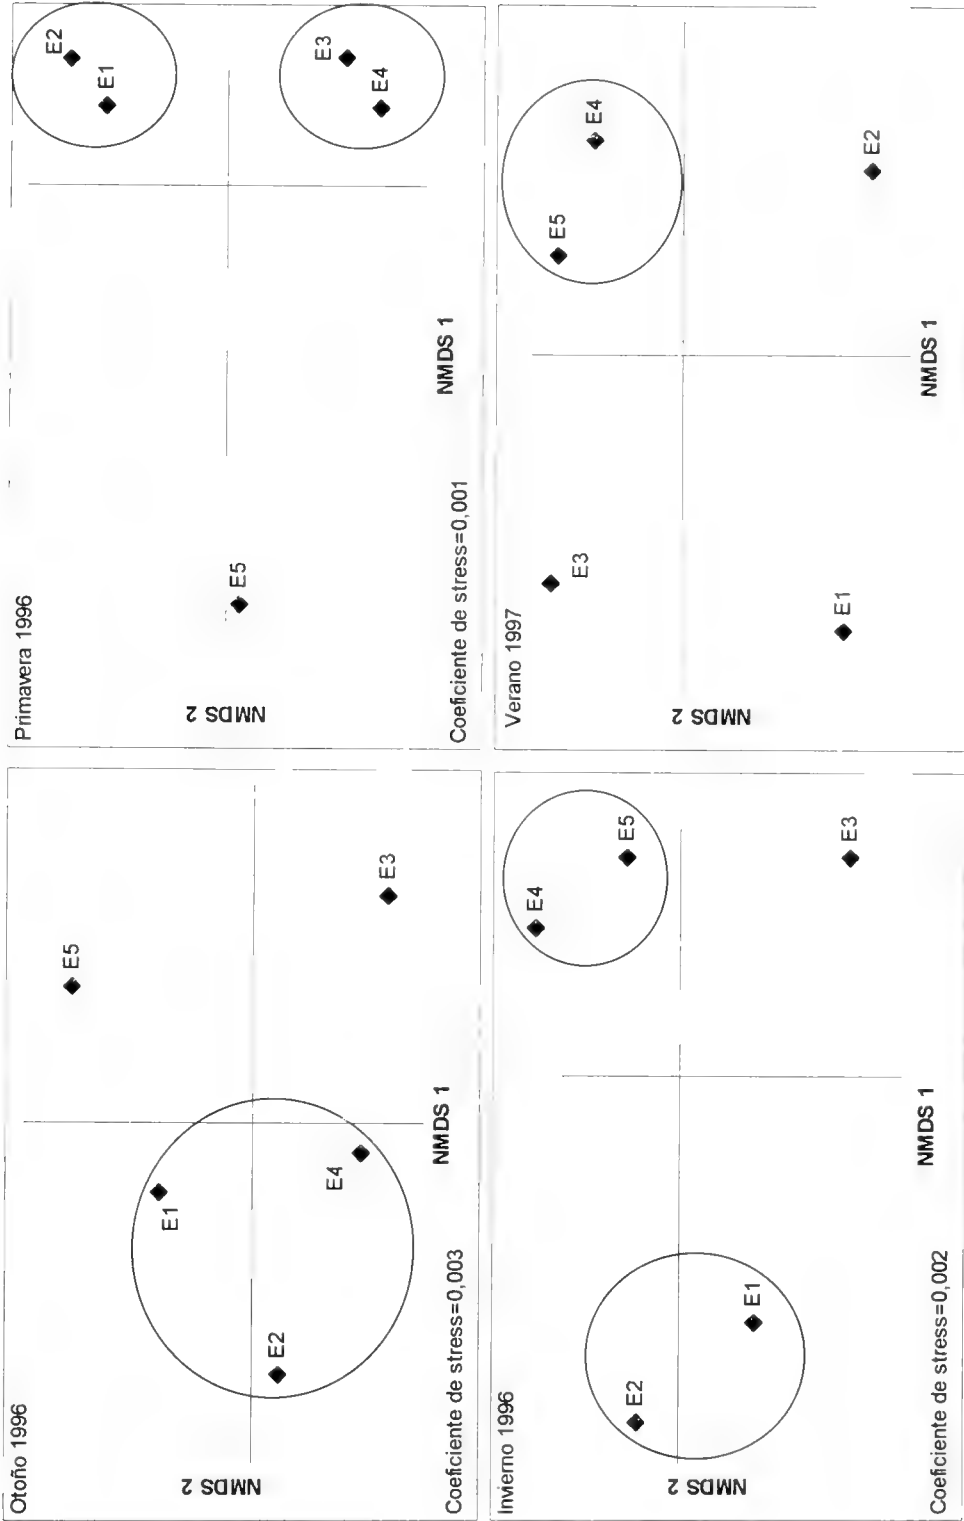 Otoño 1996
E5
E1
E4
E3
E2
NMDS 2
NMDS 1
Coeficiente de stress=0,003
Primavera 1996
E2
E1
E3
E4
E5
NMDS 2
NMDS 1
Coeficiente de stress=0,001
Invierno 1996
E4
E5
E2
E1
E3
NMDS 2
NMDS 1
Coeficiente de stress=0,002
Verano 1997
E5
E4
E3
E1
E2
NMDS 2
NMDS 1